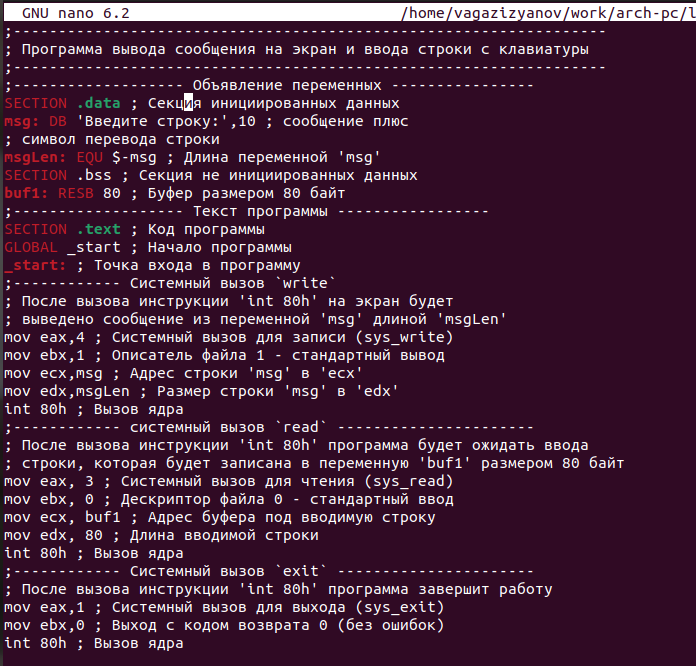 GNU nano 6.2 /home/vagazizyanov/work/arch-pc/l
;------------------------------------------------------------------
; Программа вывода сообщения на экран и ввода строки с клавиатуры
;------------------------------------------------------------------
;------------------- Объявление переменных ----------------
SECTION .data ; Секция инициированных данных
msg: DB 'Введите строку:',10 ; сообщение плюс
; символ перевода строки
msgLen: EQU $-msg ; Длина переменной 'msg'
SECTION .bss ; Секция не инициированных данных
buf1: RESB 80 ; Буфер размером 80 байт
;------------------- Текст программы -----------------
SECTION .text ; Код программы
GLOBAL _start ; Начало программы
_start: ; Точка входа в программу
;------------ Системный вызов `write`
; После вызова инструкции 'int 80h' на экран будет
; выведено сообщение из переменной 'msg' длиной 'msgLen'
mov eax,4 ; Системный вызов для записи (sys_write)
mov ebx,1 ; Описатель файла 1 - стандартный вывод
mov ecx,msg ; Адрес строки 'msg' в 'ecx'
mov edx,msgLen ; Размер строки 'msg' в 'edx'
int 80h ; Вызов ядра
;------------ системный вызов `read` ----------------------
; После вызова инструкции 'int 80h' программа будет ожидать ввода
; строки, которая будет записана в переменную 'buf1' размером 80 байт
mov eax, 3 ; Системный вызов для чтения (sys_read)
mov ebx, 0 ; Дескриптор файла 0 - стандартный ввод
mov ecx, buf1 ; Адрес буфера под вводимую строку
mov edx, 80 ; Длина вводимой строки
int 80h ; Вызов ядра
;------------ Системный вызов `exit` ----------------------
; После вызова инструкции 'int 80h' программа завершит работу
mov eax,1 ; Системный вызов для выхода (sys_exit)
mov ebx,0 ; Выход с кодом возврата 0 (без ошибок)
int 80h ; Вызов ядра